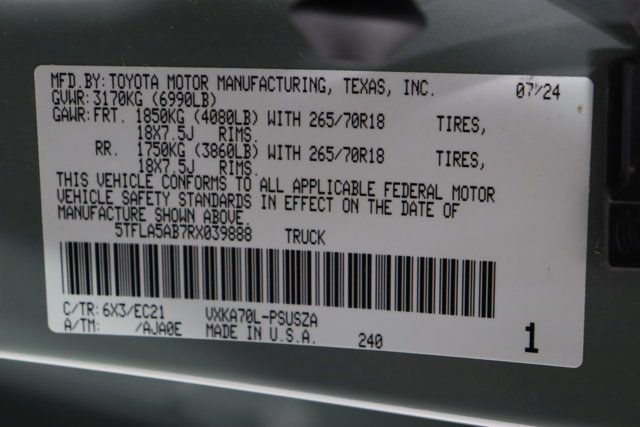 MFD.BY:TOYOTA MOTOR MANUFACTURING, TEXAS, INC. 07/24
GVWR:3170KG (6990LB)
GAWR:FRT. 1850KG (4080LB) WITH 265/70R18 TIRES,
18X7.5J RIMS.
RR. 1750KG (3860LB) WITH 265/70R18 TIRES,
18X7.5J RIMS.
THIS VEHICLE CONFORMS TO ALL APPLICABLE FEDERAL MOTOR
VEHICLE SAFETY STANDARDS IN EFFECT ON THE DATE OF
MANUFACTURE SHOWN ABOVE.
5TFLA5AB7RX039888 TRUCK
C/TR:6X3/EC21 VXKA70L-PSUSZA
A/TM: /AJA0E MADE IN U.S.A. 240 1